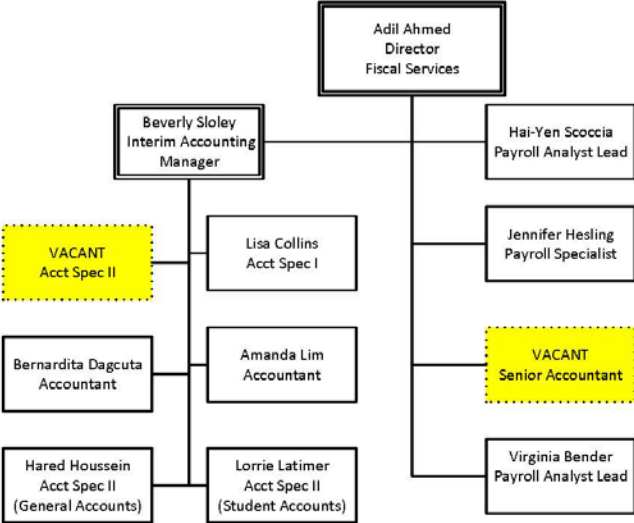 Adil Ahmed
Director
Fiscal Services
Beverly Sloley
Interim Accounting
Manager
Hai-Yen Scoccia
Payroll Analyst Lead
VACANT
Acct Spec II
Lisa Collins
Acct Spec I
Jennifer Hesling
Payroll Specialist
Bernardita Dagcuta
Accountant
Amanda Lim
Accountant
VACANT
Senior Accountant
Hared Houssein
Acct Spec II
(General Accounts)
Lorrie Latimer
Acct Spec II
(Student Accounts)
Virginia Bender
Payroll Analyst Lead